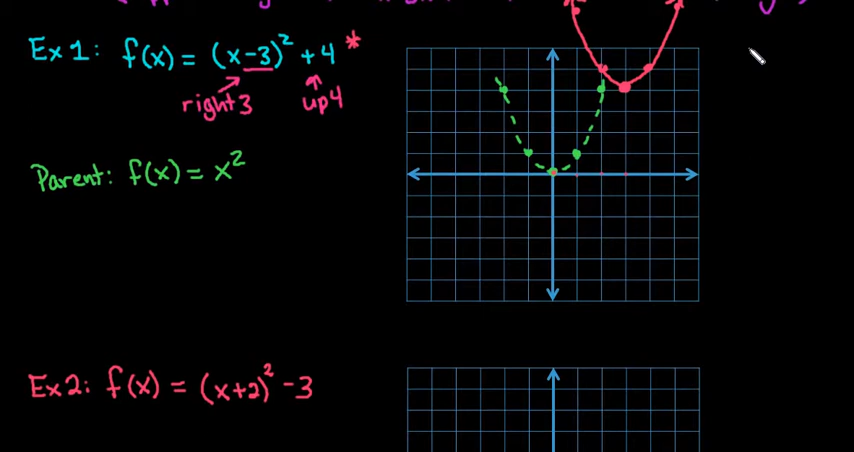 Ex 1: f(x) = (x-3)² + 4 *
right 3 up 4
Parent: f(x) = x²
Ex 2: f(x) = (x+2)² - 3